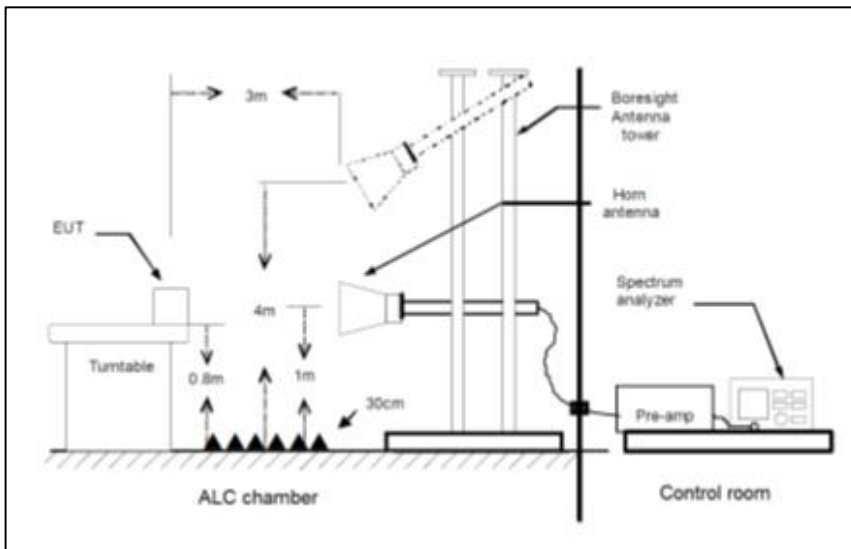 3m
Boresight
Antenna
tower
Horn
antenna
EUT
Spectrum
analyzer
4m
Turntable
0.8m
1m
30cm
Pre-amp
ALC chamber
Control room